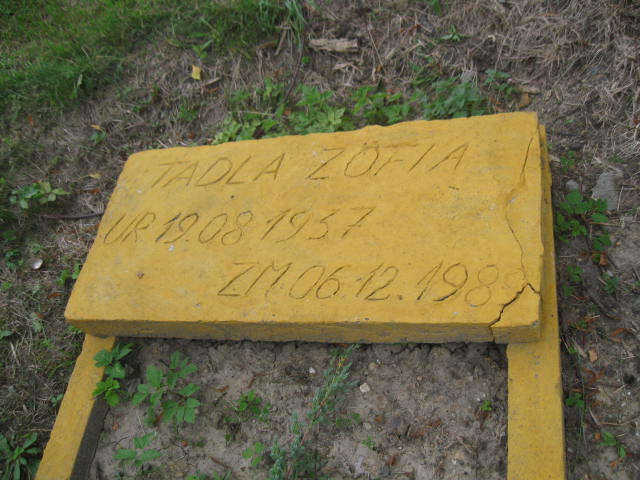 TADLA ZOFIA
UR. 19.08.1937
ZM. 06.12.1989